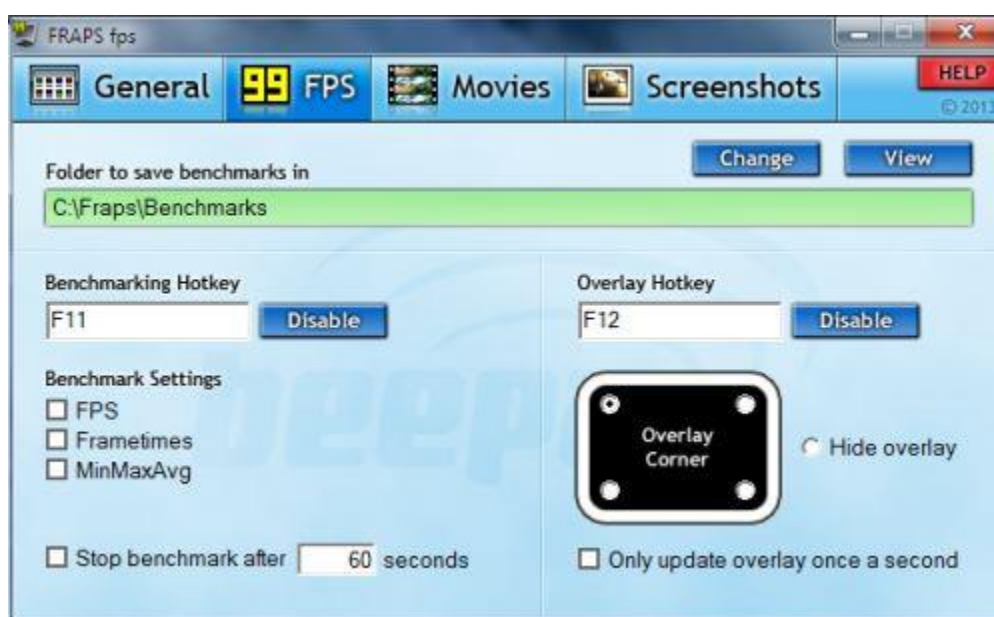 FRAPS fps
General
99 FPS
Movies
Screenshots
HELP
© 2013
Folder to save benchmarks in
Change
View
C:\Fraps\Benchmarks
Benchmarking Hotkey
F11
Disable
Benchmark Settings
FPS
Frametimes
MinMaxAvg
Stop benchmark after 60 seconds
Overlay Hotkey
F12
Disable
Overlay
Corner
Hide overlay
Only update overlay once a second